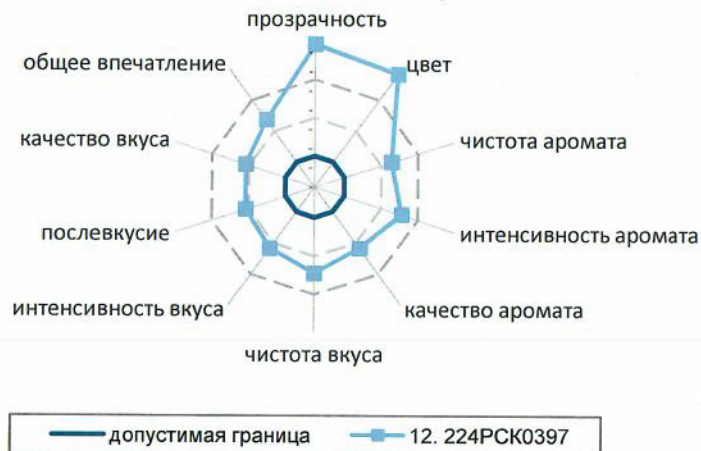 прозрачность
общее впечатление
цвет
качество вкуса
чистота аромата
послевкусие
интенсивность аромата
интенсивность вкуса
качество аромата
чистота вкуса
допустимая граница
12. 224РСК0397